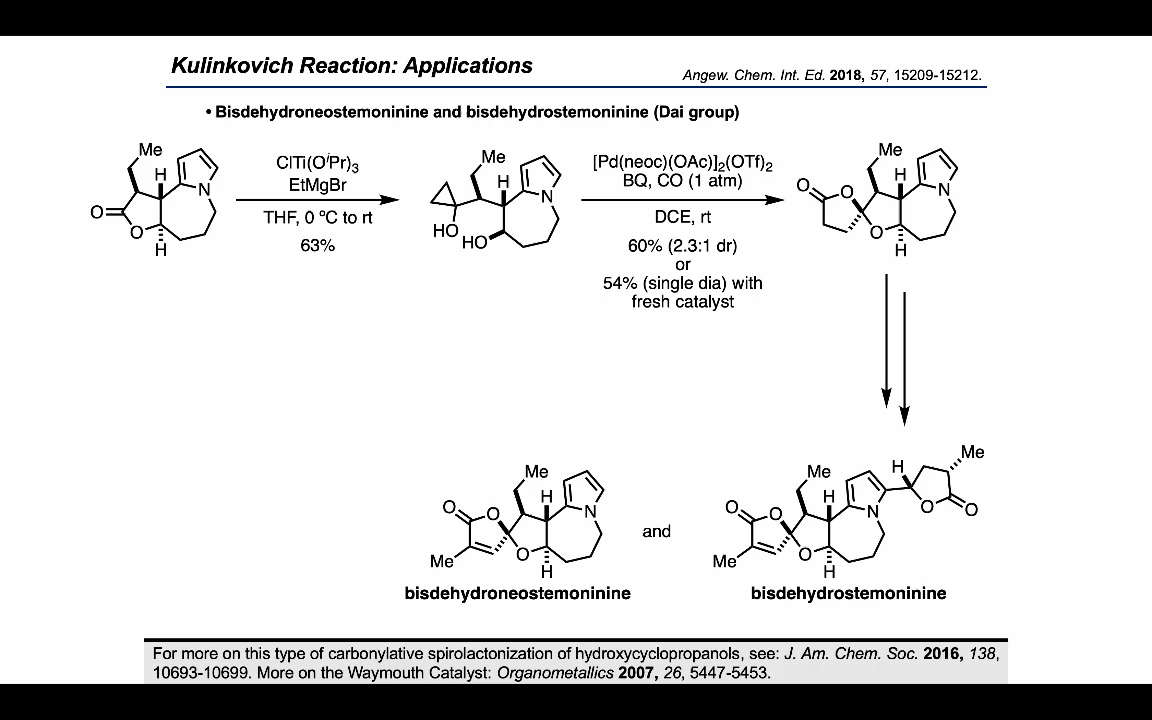 Kulinkovich Reaction: Applications
Angew. Chem. Int. Ed. 2018, 57, 15209-15212.
• Bisdehydroneostemoninine and bisdehydrostemoninine (Dai group)
Me
H
N
O
O
H
ClTi(OⁱPr)₃
EtMgBr
THF, 0 ºC to rt
63%
Me
H
N
HO
HO
[Pd(neoc)(OAc)]₂(OTf)₂
BQ, CO (1 atm)
DCE, rt
60% (2.3:1 dr)
or
54% (single dia) with
fresh catalyst
Me
H
N
O
O
O
H
Me
H
N
O
O
O
Me
H
bisdehydroneostemoninine
and
Me
H
N
O
O
O
Me
H
H
Me
O
O
bisdehydrostemoninine
For more on this type of carbonylative spirolactonization of hydroxycyclopropanols, see: J. Am. Chem. Soc. 2016, 138,
10693-10699. More on the Waymouth Catalyst: Organometallics 2007, 26, 5447-5453.